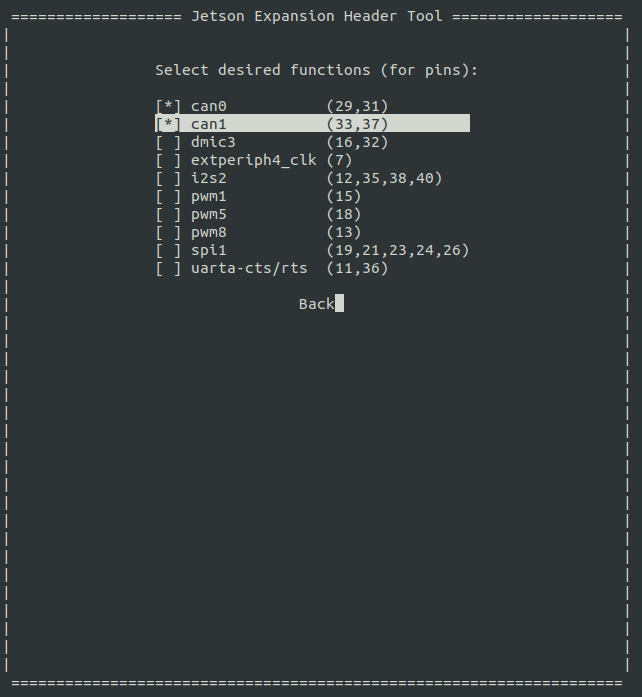 =================== Jetson Expansion Header Tool ===================
Select desired functions (for pins):
[*] can0 (29,31)
[*] can1 (33,37)
[ ] dmic3 (16,32)
[ ] extperiph4_clk (7)
[ ] i2s2 (12,35,38,40)
[ ] pwm1 (15)
[ ] pwm5 (18)
[ ] pwm8 (13)
[ ] spi1 (19,21,23,24,26)
[ ] uarta-cts/rts (11,36)
Back
====================================================================